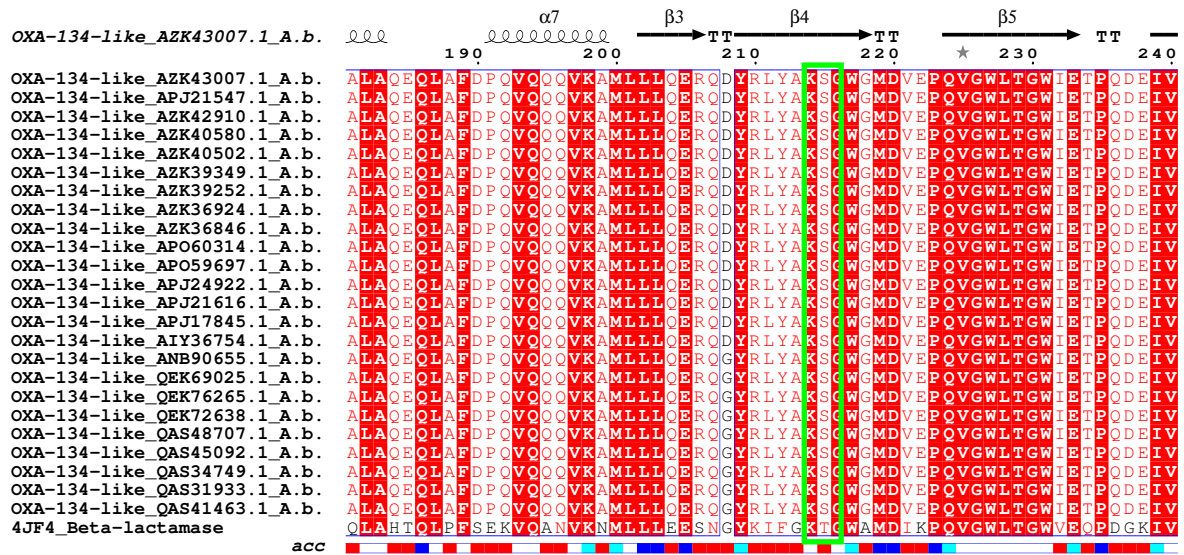 α7 β3 β4 β5
OXA-134-like_AZK43007.1_A.b. TT TT TT
190 200 210 220 230 240
OXA-134-like_AZK43007.1_A.b. ALAQEQLAFDPQVQQQVKAMLLLQERQDYRLYAKSGWGMDVEPQVGWLTGWIETPQDEIV
OXA-134-like_APJ21547.1_A.b. ALAQEQLAFDPQVQQQVKAMLLLQERQDYRLYAKSGWGMDVEPQVGWLTGWIETPQDEIV
OXA-134-like_AZK42910.1_A.b. ALAQEQLAFDPQVQQQVKAMLLLQERQDYRLYAKSGWGMDVEPQVGWLTGWIETPQDEIV
OXA-134-like_AZK40580.1_A.b. ALAQEQLAFDPQVQQQVKAMLLLQERQDYRLYAKSGWGMDVEPQVGWLTGWIETPQDEIV
OXA-134-like_AZK40502.1_A.b. ALAQEQLAFDPQVQQQVKAMLLLQERQDYRLYAKSGWGMDVEPQVGWLTGWIETPQDEIV
OXA-134-like_AZK39349.1_A.b. ALAQEQLAFDPQVQQQVKAMLLLQERQDYRLYAKSGWGMDVEPQVGWLTGWIETPQDEIV
OXA-134-like_AZK39252.1_A.b. ALAQEQLAFDPQVQQQVKAMLLLQERQDYRLYAKSGWGMDVEPQVGWLTGWIETPQDEIV
OXA-134-like_AZK36924.1_A.b. ALAQEQLAFDPQVQQQVKAMLLLQERQDYRLYAKSGWGMDVEPQVGWLTGWIETPQDEIV
OXA-134-like_AZK36846.1_A.b. ALAQEQLAFDPQVQQQVKAMLLLQERQDYRLYAKSGWGMDVEPQVGWLTGWIETPQDEIV
OXA-134-like_APO60314.1_A.b. ALAQEQLAFDPQVQQQVKAMLLLQERQDYRLYAKSGWGMDVEPQVGWLTGWIETPQDEIV
OXA-134-like_APO59697.1_A.b. ALAQEQLAFDPQVQQQVKAMLLLQERQDYRLYAKSGWGMDVEPQVGWLTGWIETPQDEIV
OXA-134-like_APJ24922.1_A.b. ALAQEQLAFDPQVQQQVKAMLLLQERQDYRLYAKSGWGMDVEPQVGWLTGWIETPQDEIV
OXA-134-like_APJ21616.1_A.b. ALAQEQLAFDPQVQQQVKAMLLLQERQDYRLYAKSGWGMDVEPQVGWLTGWIETPQDEIV
OXA-134-like_APJ17845.1_A.b. ALAQEQLAFDPQVQQQVKAMLLLQERQDYRLYAKSGWGMDVEPQVGWLTGWIETPQDEIV
OXA-134-like_AIY36754.1_A.b. ALAQEQLAFDPQVQQQVKAMLLLQERQDYRLYAKSGWGMDVEPQVGWLTGWIETPQDEIV
OXA-134-like_ANB90655.1_A.b. ALAQEQLAFDPQVQQQVKAMLLLQERQGYRLYAKSGWGMDVEPQVGWLTGWIETPQDEIV
OXA-134-like_QEK69025.1_A.b. ALAQEQLAFDPQVQQQVKAMLLLQERQGYRLYAKSGWGMDVEPQVGWLTGWIETPQDEIV
OXA-134-like_QEK76265.1_A.b. ALAQEQLAFDPQVQQQVKAMLLLQERQGYRLYAKSGWGMDVEPQVGWLTGWIETPQDEIV
OXA-134-like_QEK72638.1_A.b. ALAQEQLAFDPQVQQQVKAMLLLQERQGYRLYAKSGWGMDVEPQVGWLTGWIETPQDEIV
OXA-134-like_QAS48707.1_A.b. ALAQEQLAFDPQVQQQVKAMLLLQERQGYRLYAKSGWGMDVEPQVGWLTGWIETPQDEIV
OXA-134-like_QAS45092.1_A.b. ALAQEQLAFDPQVQQQVKAMLLLQERQGYRLYAKSGWGMDVEPQVGWLTGWIETPQDEIV
OXA-134-like_QAS34749.1_A.b. ALAQEQLAFDPQVQQQVKAMLLLQERQGYRLYAKSGWGMDVEPQVGWLTGWIETPQDEIV
OXA-134-like_QAS31933.1_A.b. ALAQEQLAFDPQVQQQVKAMLLLQERQGYRLYAKSGWGMDVEPQVGWLTGWIETPQDEIV
OXA-134-like_QAS41463.1_A.b. ALAQEQLAFDPQVQQQVKAMLLLQERQGYRLYAKSGWGMDVEPQVGWLTGWIETPQDEIV
4JF4_Beta-lactamase QLAHTQLPFSEKVQANVKNMLLLEESNGYKIFGKTGWAMDIKPQVGWLTGWVEQPDGKIV
acc